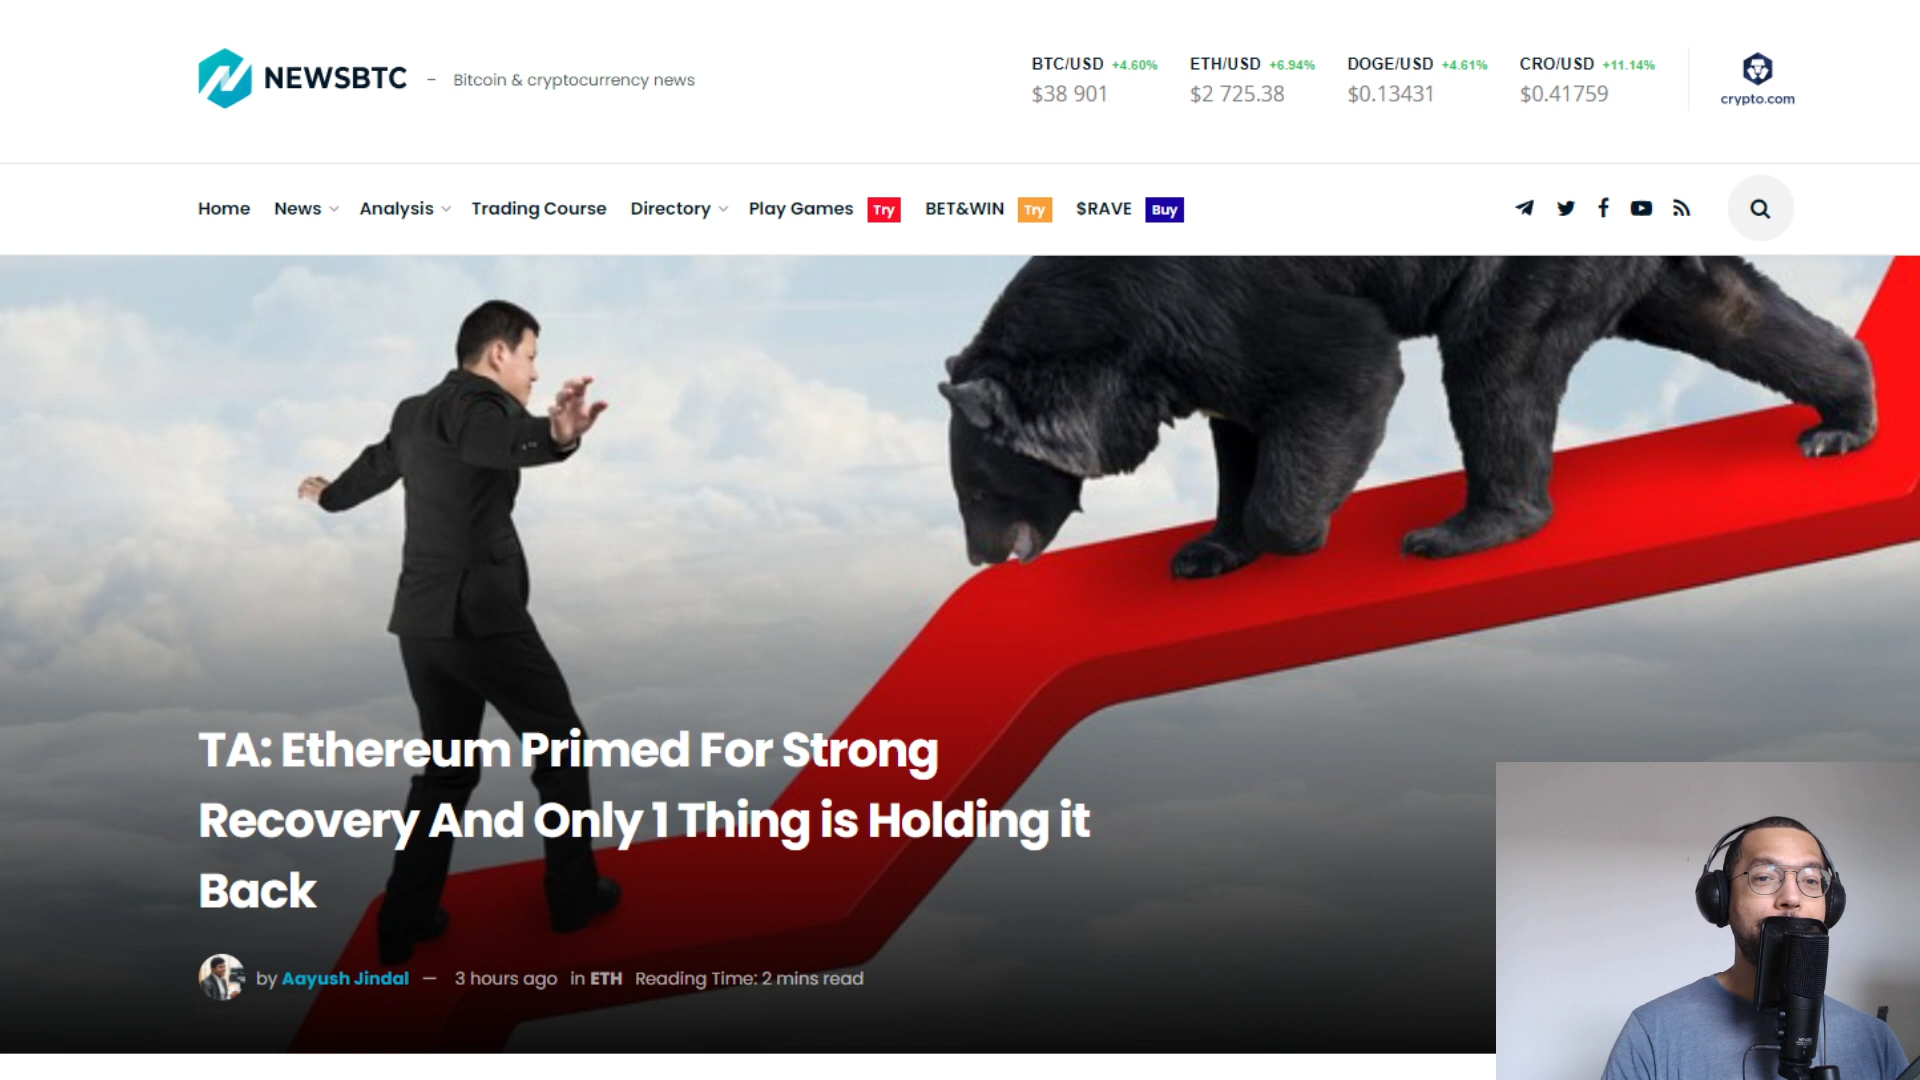 NEWSBTC – Bitcoin & cryptocurrency news
BTC/USD +4.60% ETH/USD +6.94% DOGE/USD +4.61% CRO/USD +11.14%
$38 901 $2 725.38 $0.13431 $0.41759
crypto.com
Home News Analysis Trading Course Directory Play Games Try BET&WIN Try $RAVE Buy
TA: Ethereum Primed For Strong
Recovery And Only 1 Thing is Holding it
Back
by Aayush Jindal — 3 hours ago in ETH Reading Time: 2 mins read